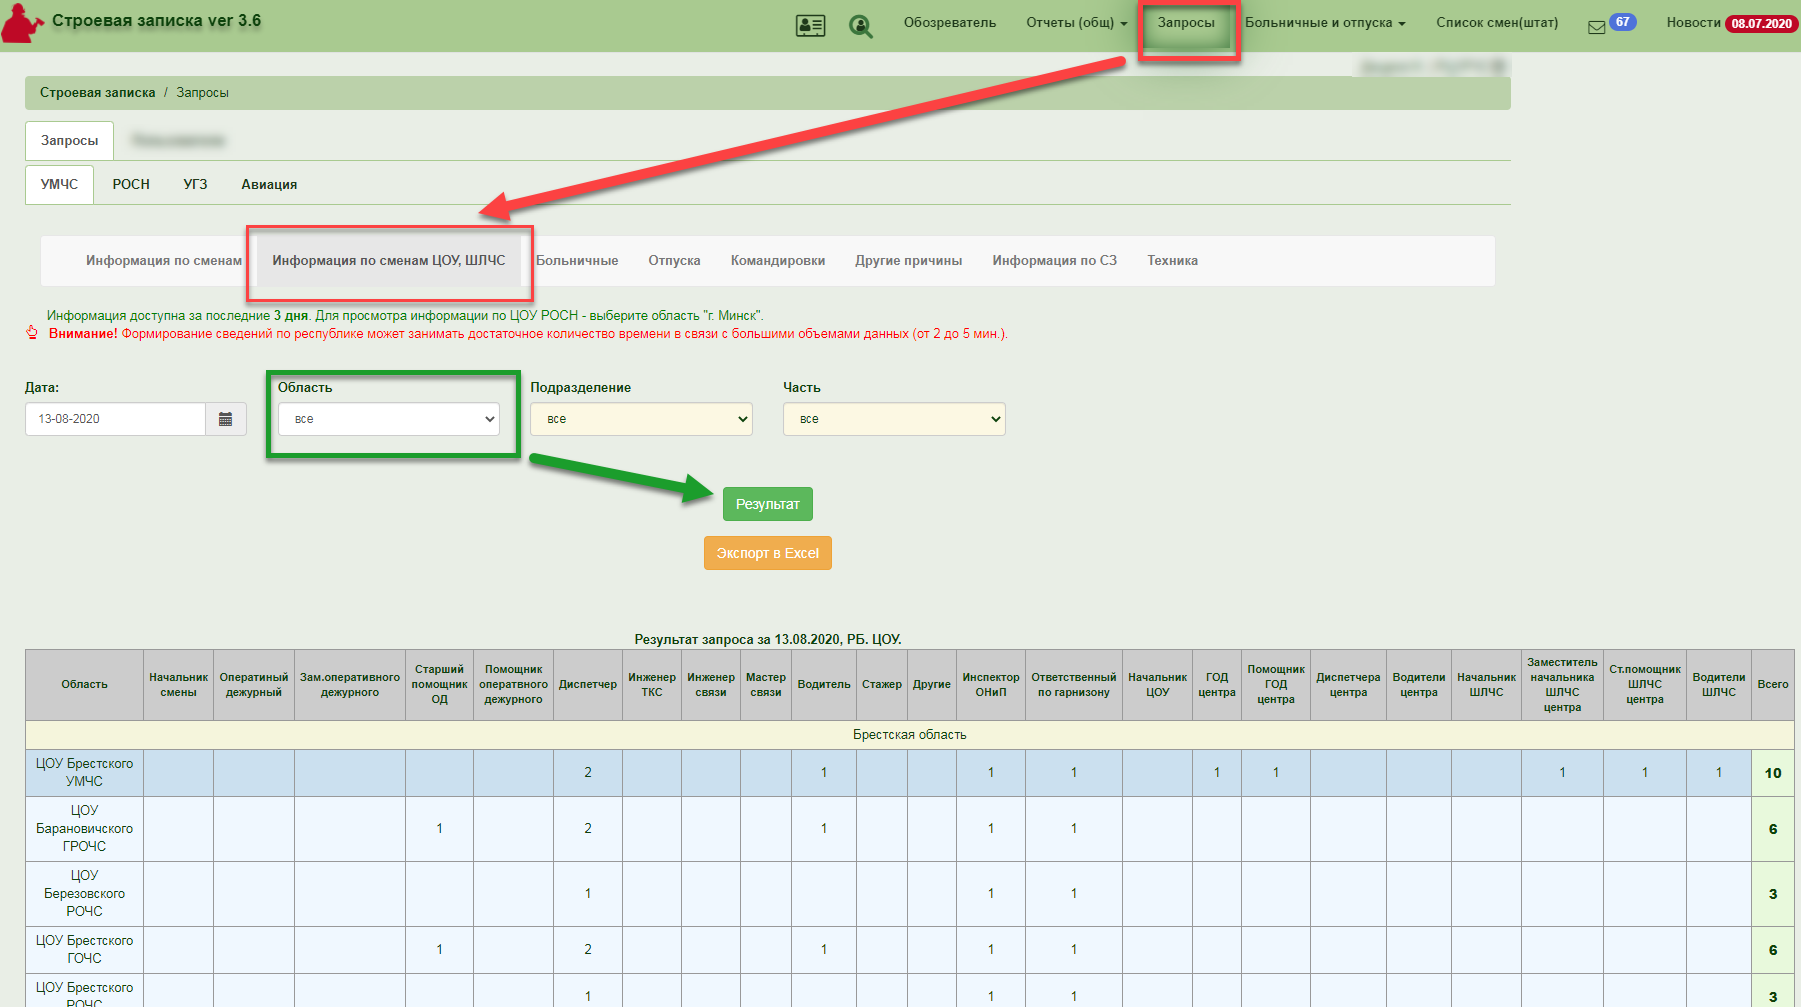 Строевая записка ver 3.6
Обозреватель Отчеты (общ) Запросы Больничные и отпуска Список смен(штат) 67 Новости 08.07.2020
Строевая записка / Запросы
Запросы
УМЧС РОСН УГЗ Авиация
Информация по сменам Информация по сменам ЦОУ, ШЛЧС Больничные Отпуска Командировки Другие причины Информация по СЗ Техника
Информация доступна за последние 3 дня. Для просмотра информации по ЦОУ РОСН - выберите область "г. Минск".
Внимание! Формирование сведений по республике может занимать достаточное количество времени в связи с большими объемами данных (от 2 до 5 мин.).
Дата: Область Подразделение Часть
13-08-2020 все все все
Результат
Экспорт в Excel
Результат запроса за 13.08.2020, РБ. ЦОУ.
Область
Начальник
смены
Оператиный
дежурный
Зам.оперативного
дежурного
Старший
помощник
ОД
Помощник
оператвного
дежурного
Диспетчер
Инженер
ТКС
Инженер
связи
Мастер
связи
Водитель
Стажер
Другие
Инспектор
ОНиП
Ответственный
по гарнизону
Начальник
ЦОУ
ГОД
центра
Помощник
ГОД
центра
Диспетчера
центра
Водители
центра
Начальник
ШЛЧС
Заместитель
начальника
ШЛЧС
центра
Ст.помощник
ШЛЧС
центра
Водители
ШЛЧС
Всего
Брестская область
ЦОУ Брестского
УМЧС
2 1 1 1 1 1 1 1 1 10
ЦОУ
Барановичского
ГРОЧС
1 2 1 1 1 6
ЦОУ
Березовского
РОЧС
1 1 1 3
ЦОУ Брестского
ГОЧС
1 2 1 1 1 6
ЦОУ Брестского
РОЧС
1 1 1 3